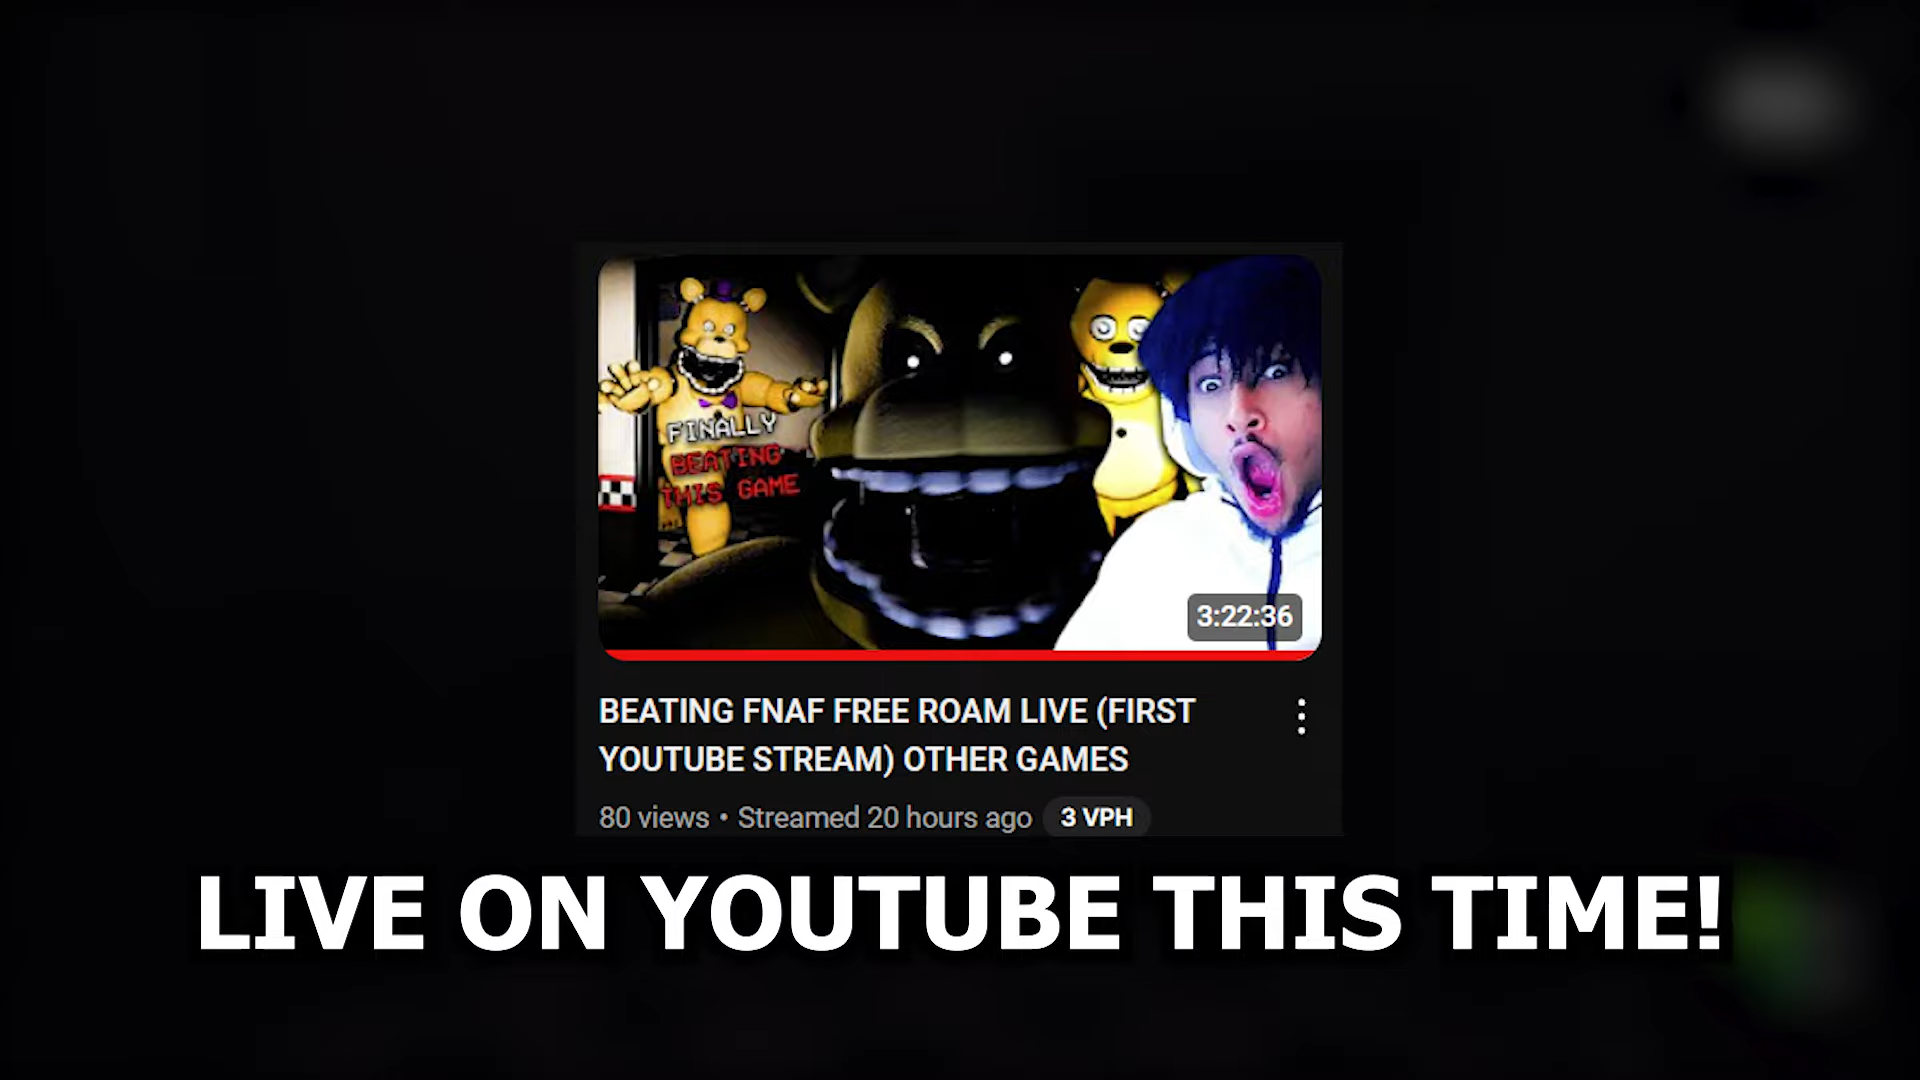 FINALLY
BEATING
THIS GAME
3:22:36
BEATING FNAF FREE ROAM LIVE (FIRST
YOUTUBE STREAM) OTHER GAMES
80 views • Streamed 20 hours ago 3 VPH
LIVE ON YOUTUBE THIS TIME!